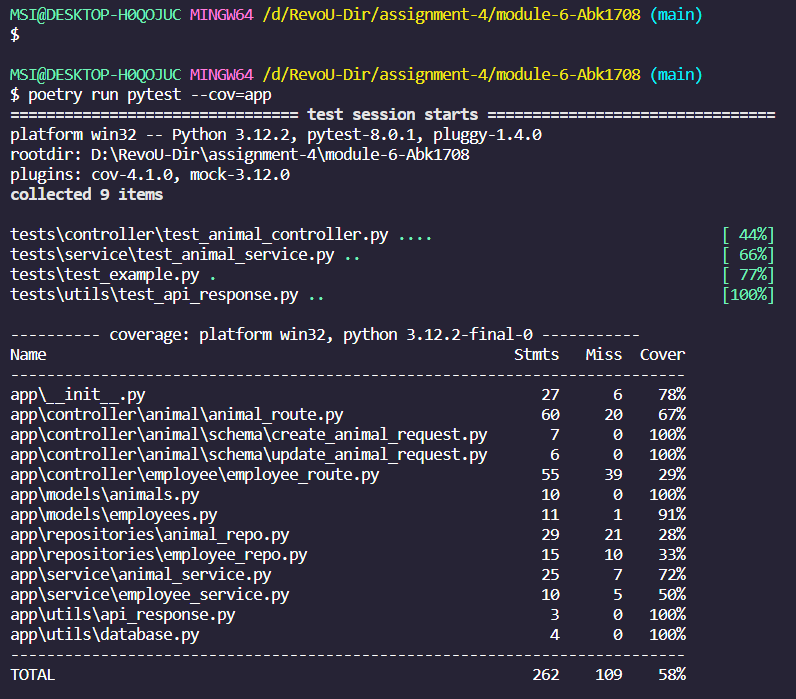 MSI@DESKTOP-H0QOJUC MINGW64 /d/RevoU-Dir/assignment-4/module-6-Abk1708 (main)
$
MSI@DESKTOP-H0QOJUC MINGW64 /d/RevoU-Dir/assignment-4/module-6-Abk1708 (main)
$ poetry run pytest --cov=app
================================ test session starts ================================
platform win32 -- Python 3.12.2, pytest-8.0.1, pluggy-1.4.0
rootdir: D:\RevoU-Dir\assignment-4\module-6-Abk1708
plugins: cov-4.1.0, mock-3.12.0
collected 9 items
tests\controller\test_animal_controller.py .... [ 44%]
tests\service\test_animal_service.py .. [ 66%]
tests\test_example.py . [ 77%]
tests\utils\test_api_response.py .. [100%]
---------- coverage: platform win32, python 3.12.2-final-0 -----------
Name Stmts Miss Cover
---------------------------------------------------------------------------
app\__init__.py 27 6 78%
app\controller\animal\animal_route.py 60 20 67%
app\controller\animal\schema\create_animal_request.py 7 0 100%
app\controller\animal\schema\update_animal_request.py 6 0 100%
app\controller\employee\employee_route.py 55 39 29%
app\models\animals.py 10 0 100%
app\models\employees.py 11 1 91%
app\repositories\animal_repo.py 29 21 28%
app\repositories\employee_repo.py 15 10 33%
app\service\animal_service.py 25 7 72%
app\service\employee_service.py 10 5 50%
app\utils\api_response.py 3 0 100%
app\utils\database.py 4 0 100%
---------------------------------------------------------------------------
TOTAL 262 109 58%